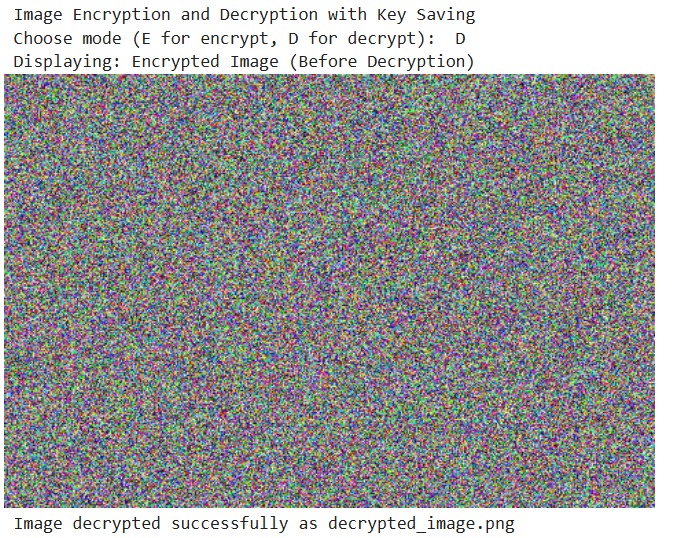 Image Encryption and Decryption with Key Saving
Choose mode (E for encrypt, D for decrypt):  D
Displaying: Encrypted Image (Before Decryption)
Image decrypted successfully as decrypted_image.png